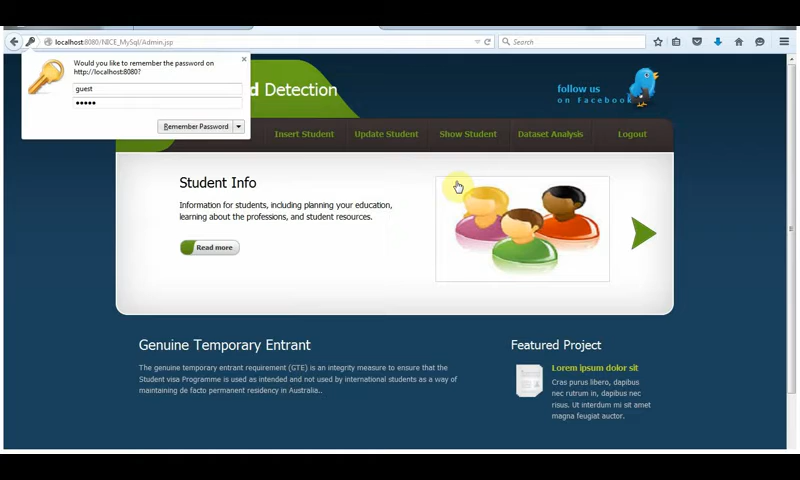 localhost:8080/NICE_MySql/Admin.jsp
Search
Would you like to remember the password on
http://localhost:8080?
guest
Remember Password
Detection
follow us
on Facebook
Insert Student
Update Student
Show Student
Dataset Analysis
Logout
Student Info
Information for students, including planning your education,
learning about the professions, and student resources.
Read more
Genuine Temporary Entrant
The genuine temporary entrant requirement (GTE) is an integrity measure to ensure that the
Student visa Programme is used as intended and not used by international students as a way of
maintaining de facto permanent residency in Australia..
Featured Project
Lorem ipsum dolor sit
Cras purus libero, dapibus
nec rutrum in, dapibus nec
risus. Ut interdum mi sit amet
magna feugiat auctor.